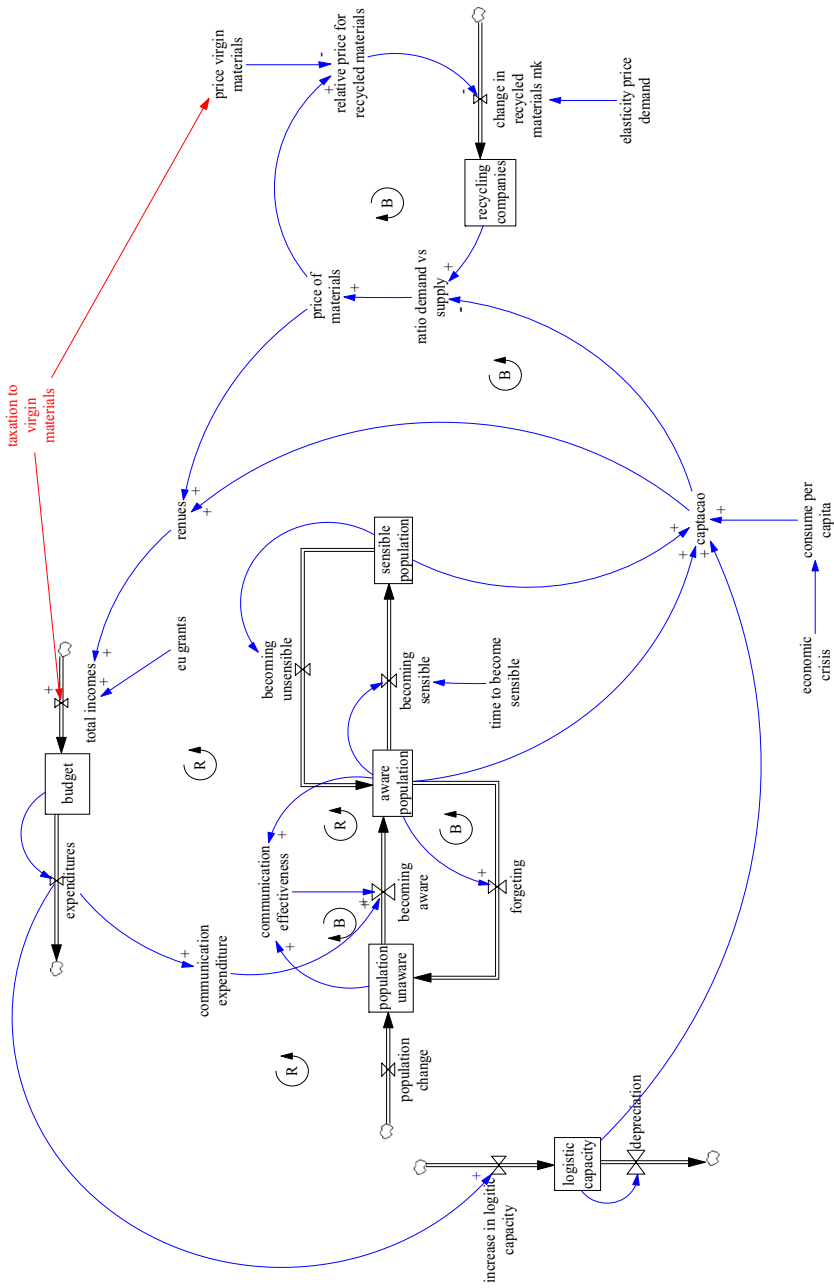 taxation to
virgin
materials
price virgin
materials
-
+
relative price for
recycled materials
-
change in
recycled
materials mk
elasticity price
demand
recycling
companies
B
+
ratio demand vs
supply
-
+
price of
materials
B
renues
+
+
+
total incomes
+
eu grants
+
budget
expenditures
R
+
communication
expenditure
communication
effectiveness
+
+
R
B
+
+
becoming
aware
population
unaware
aware
population
B
+
forgeting
becoming
unsensible
becoming
sensible
time to become
sensible
sensible
population
R
population
change
+
increase in logitic
capacity
logistic
capacity
depreciation
+
+
+
captacao
+
consume per
capita
economic
crisis